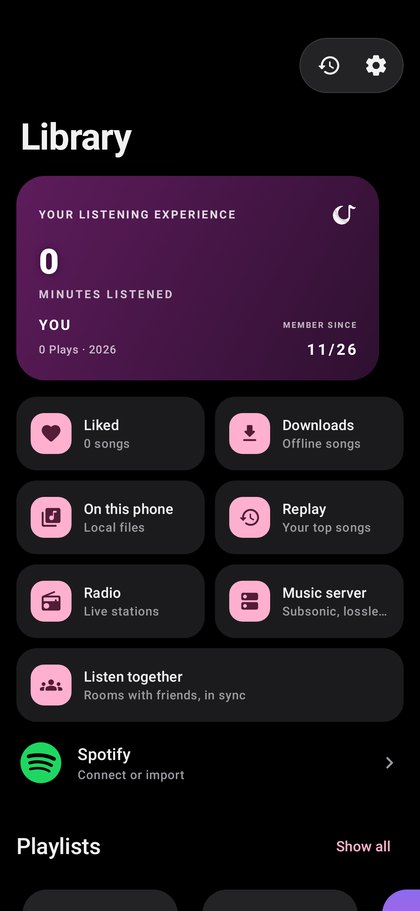 Library
YOUR LISTENING EXPERIENCE
0
MINUTES LISTENED
YOU
MEMBER SINCE
0 Plays · 2026
11/26
Liked
0 songs
Downloads
Offline songs
On this phone
Local files
Replay
Your top songs
Radio
Live stations
Music server
Subsonic, lossle...
Listen together
Rooms with friends, in sync
Spotify
Connect or import
Playlists
Show all